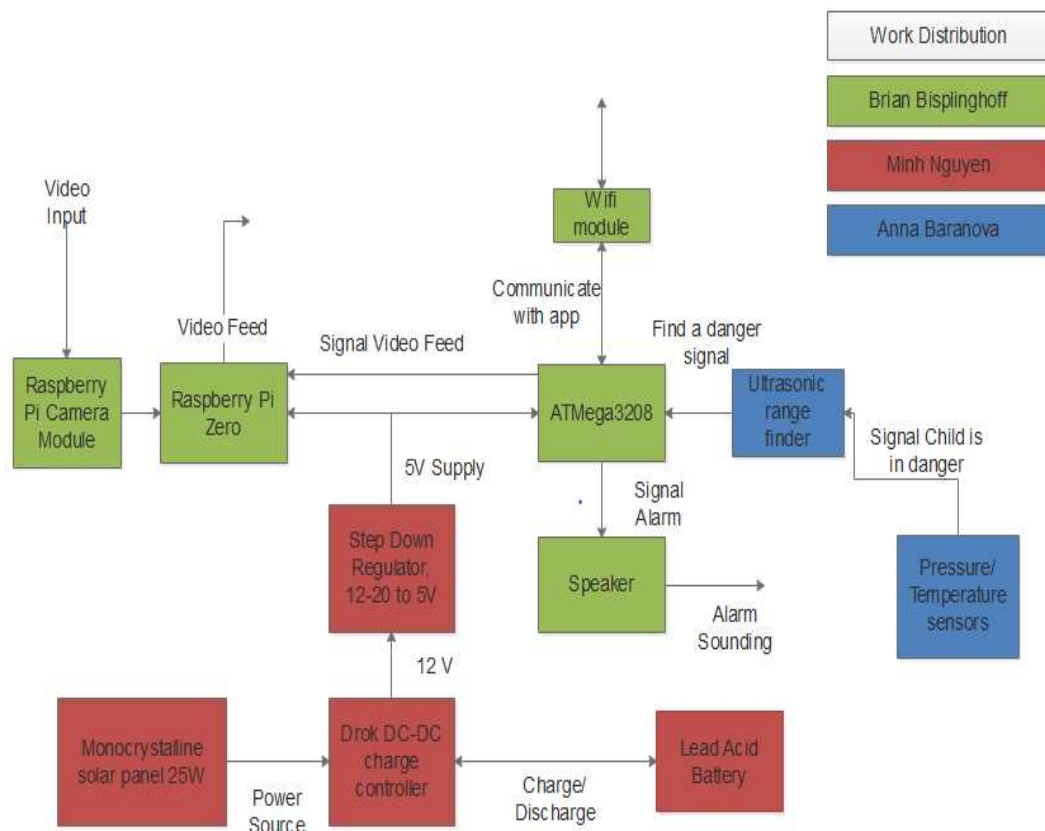 Work Distribution
Brian Bisplinghoff
Minh Nguyen
Anna Baranova
Video
Input
Wifi
module
Communicate
with app
Video Feed
Signal Video Feed
Find a danger
signal
Raspberry
Pi Camera
Module
Raspberry Pi
Zero
ATMega3208
Ultrasonic
range
finder
Signal Child is
in danger
5V Supply
Signal
Alarm
Step Down
Regulator,
12-20 to 5V
Speaker
Pressure/
Temperature
sensors
Alarm
Sounding
12 V
Monocrystalline
solar panel 25W
Drok DC-DC
charge
controller
Lead Acid
Battery
Power
Source
Charge/
Discharge